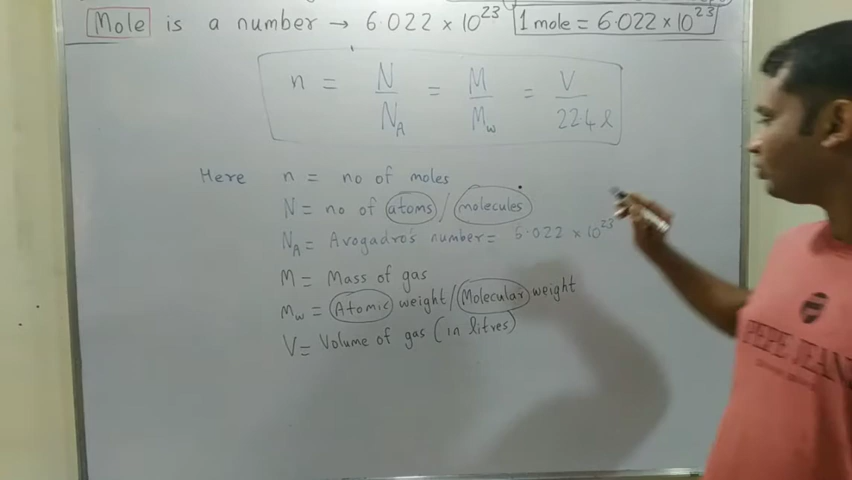 Mole is a number → 6.022 × 10²³ 1 mole = 6.022 × 10²³
n = N/N_A = M/M_w = V/22.4 ℓ
Here n = no of moles
N = no of atoms / molecules
N_A = Avogadro's number = 6.022 × 10²³
M = Mass of gas
M_w = Atomic weight / Molecular weight
V = Volume of gas (in litres)
PEPE JEANS